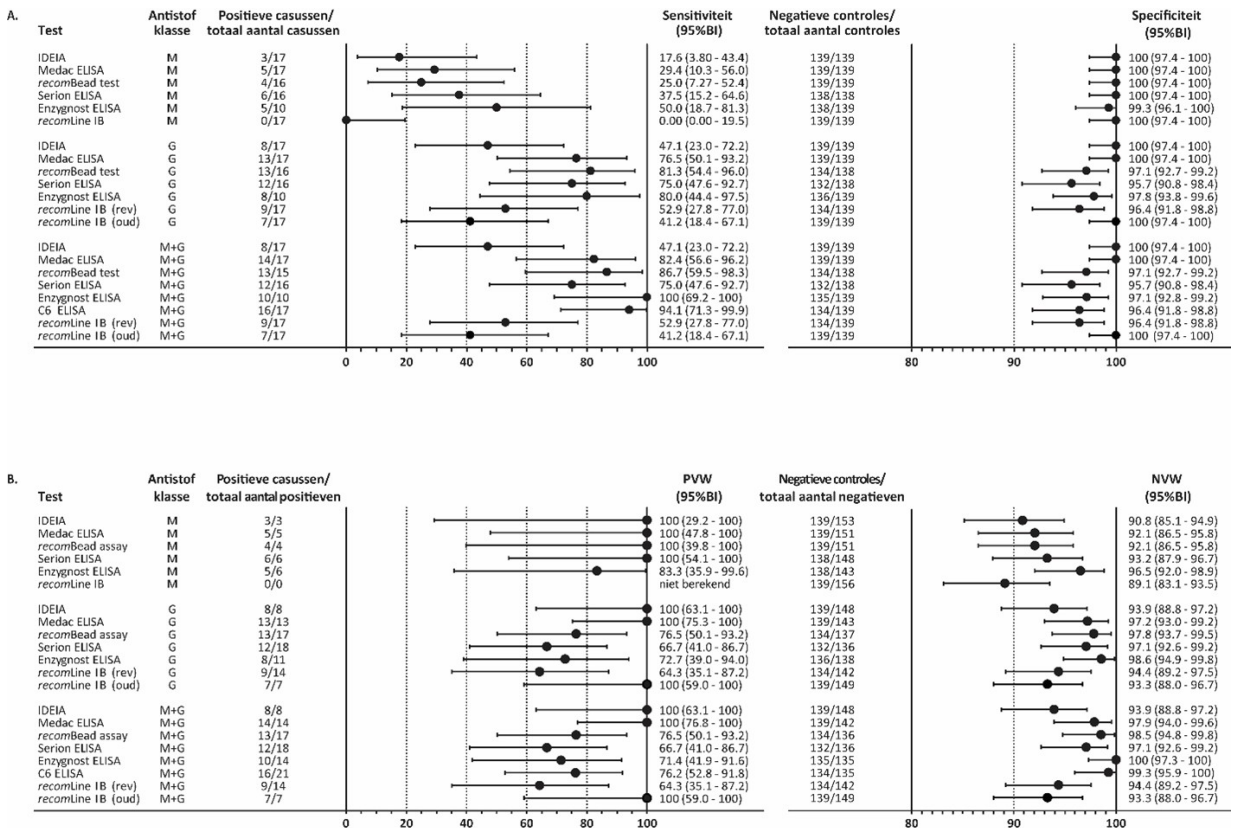 A.
Test Antistof klasse Positieve casussen/ totaal aantal casussen Sensitiviteit (95%BI) Negatieve controles/ totaal aantal controles Specificiteit (95%BI)
IDEIA M 3/17 17.6 (3.80 - 43.4) 139/139 100 (97.4 - 100)
Medac ELISA M 5/17 29.4 (10.3 - 56.0) 139/139 100 (97.4 - 100)
recomBead test M 4/16 25.0 (7.27 - 52.4) 139/139 100 (97.4 - 100)
Serion ELISA M 6/16 37.5 (15.2 - 64.6) 138/138 100 (97.4 - 100)
Enzygnost ELISA M 5/10 50.0 (18.7 - 81.3) 138/139 99.3 (96.1 - 100)
recomLine IB M 0/17 0.00 (0.00 - 19.5) 139/139 100 (97.4 - 100)
IDEIA G 8/17 47.1 (23.0 - 72.2) 139/139 100 (97.4 - 100)
Medac ELISA G 13/17 76.5 (50.1 - 93.2) 139/139 100 (97.4 - 100)
recomBead test G 13/16 81.3 (54.4 - 96.0) 134/138 97.1 (92.7 - 99.2)
Serion ELISA G 12/16 75.0 (47.6 - 92.7) 132/138 95.7 (90.8 - 98.4)
Enzygnost ELISA G 8/10 80.0 (44.4 - 97.5) 136/139 97.8 (93.8 - 99.6)
recomLine IB (rev) G 9/17 52.9 (27.8 - 77.0) 134/139 96.4 (91.8 - 98.8)
recomLine IB (oud) G 7/17 41.2 (18.4 - 67.1) 139/139 100 (97.4 - 100)
IDEIA M+G 8/17 47.1 (23.0 - 72.2) 139/139 100 (97.4 - 100)
Medac ELISA M+G 14/17 82.4 (56.6 - 96.2) 139/139 100 (97.4 - 100)
recomBead test M+G 13/15 86.7 (59.5 - 98.3) 134/138 97.1 (92.7 - 99.2)
Serion ELISA M+G 12/16 75.0 (47.6 - 92.7) 132/138 95.7 (90.8 - 98.4)
Enzygnost ELISA M+G 10/10 100 (69.2 - 100) 135/139 97.1 (92.8 - 99.2)
C6 ELISA M+G 16/17 94.1 (71.3 - 99.9) 134/139 96.4 (91.8 - 98.8)
recomLine IB (rev) M+G 9/17 52.9 (27.8 - 77.0) 134/139 96.4 (91.8 - 98.8)
recomLine IB (oud) M+G 7/17 41.2 (18.4 - 67.1) 139/139 100 (97.4 - 100)
0 20 40 60 80 100 80 90 100
B.
Test Antistof klasse Positieve casussen/ totaal aantal positieven PVW (95%BI) Negatieve controles/ totaal aantal negatieven NVW (95%BI)
IDEIA M 3/3 100 (29.2 - 100) 139/153 90.8 (85.1 - 94.9)
Medac ELISA M 5/5 100 (47.8 - 100) 139/151 92.1 (86.5 - 95.8)
recomBead assay M 4/4 100 (39.8 - 100) 139/151 92.1 (86.5 - 95.8)
Serion ELISA M 6/6 100 (54.1 - 100) 138/148 93.2 (87.9 - 96.7)
Enzygnost ELISA M 5/6 83.3 (35.9 - 99.6) 138/143 96.5 (92.0 - 98.9)
recomLine IB M 0/0 niet berekend 139/156 89.1 (83.1 - 93.5)
IDEIA G 8/8 100 (63.1 - 100) 139/148 93.9 (88.8 - 97.2)
Medac ELISA G 13/13 100 (75.3 - 100) 139/143 97.2 (93.0 - 99.2)
recomBead assay G 13/17 76.5 (50.1 - 93.2) 134/137 97.8 (93.7 - 99.5)
Serion ELISA G 12/18 66.7 (41.0 - 86.7) 132/136 97.1 (92.6 - 99.2)
Enzygnost ELISA G 8/11 72.7 (39.0 - 94.0) 136/138 98.6 (94.9 - 99.8)
recomLine IB (rev) G 9/14 64.3 (35.1 - 87.2) 134/142 94.4 (89.2 - 97.5)
recomLine IB (oud) G 7/7 100 (59.0 - 100) 139/149 93.3 (88.0 - 96.7)
IDEIA M+G 8/8 100 (63.1 - 100) 139/148 93.9 (88.8 - 97.2)
Medac ELISA M+G 14/14 100 (76.8 - 100) 139/142 97.9 (94.0 - 99.6)
recomBead assay M+G 13/17 76.5 (50.1 - 93.2) 134/136 98.5 (94.8 - 99.8)
Serion ELISA M+G 12/18 66.7 (41.0 - 86.7) 132/136 97.1 (92.6 - 99.2)
Enzygnost ELISA M+G 10/14 71.4 (41.9 - 91.6) 135/135 100 (97.3 - 100)
C6 ELISA M+G 16/21 76.2 (52.8 - 91.8) 134/135 99.3 (95.9 - 100)
recomLine IB (rev) M+G 9/14 64.3 (35.1 - 87.2) 134/142 94.4 (89.2 - 97.5)
recomLine IB (oud) M+G 7/7 100 (59.0 - 100) 139/149 93.3 (88.0 - 96.7)
0 20 40 60 80 100 80 90 100